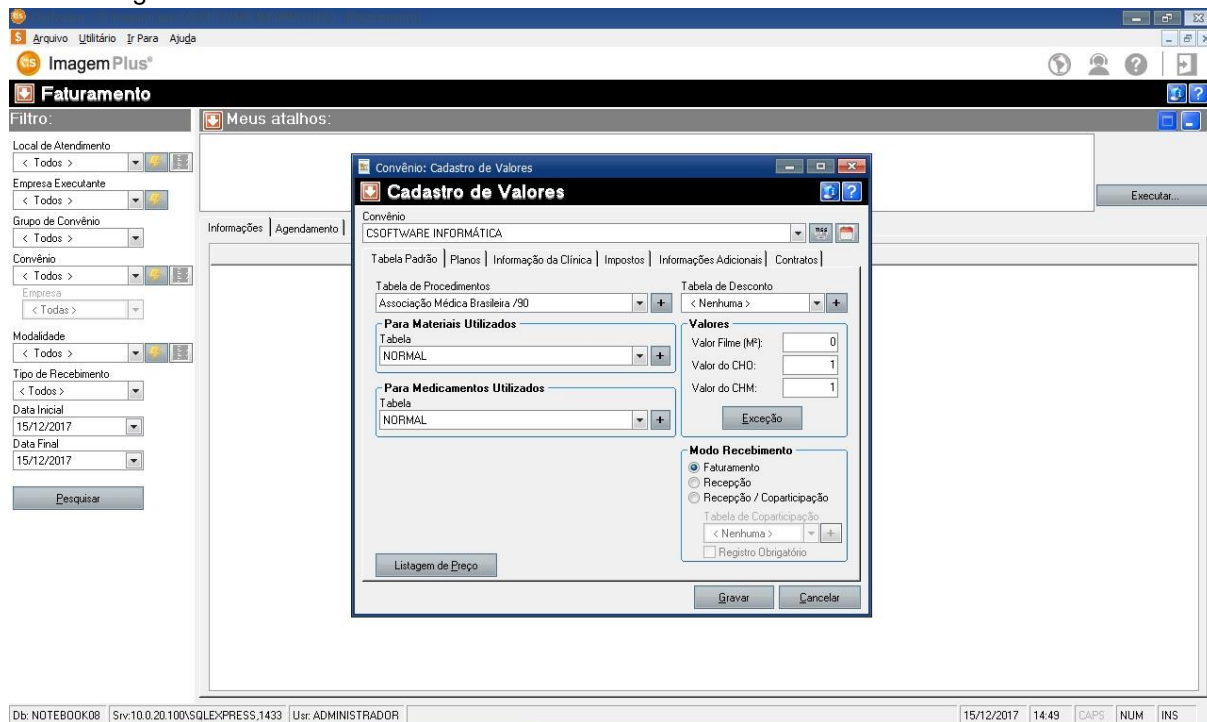 Arquivo Utilitário Ir Para Ajuda
CS ImagemPlus®
Faturamento
Filtro:
Meus atalhos:
Local de Atendimento
< Todos >
Empresa Executante
< Todos >
Grupo de Convênio
< Todos >
Convênio
< Todos >
Empresa
< Todas >
Modalidade
< Todos >
Tipo de Recebimento
< Todos >
Data Inicial
15/12/2017
Data Final
15/12/2017
Pesquisar
Executar...
Informações Agendamento
Convênio: Cadastro de Valores
Cadastro de Valores
Convênio
CSOFTWARE INFORMÁTICA
Tabela Padrão Planos Informação da Clínica Impostos Informações Adicionais Contratos
Tabela de Procedimentos
Associação Médica Brasileira /90
Para Materiais Utilizados
Tabela
NORMAL
Para Medicamentos Utilizados
Tabela
NORMAL
Tabela de Desconto
< Nenhuma >
Valores
Valor Filme (M²): 0
Valor do CHO: 1
Valor do CHM: 1
Exceção
Modo Recebimento
Faturamento
Recepção
Recepção / Coparticipação
Tabela de Coparticipação
< Nenhuma >
Registro Obrigatório
Listagem de Preço
Gravar Cancelar
Db: NOTEBOOK08 Srv:10.0.20.100\SQLEXPRESS,1433 Usr: ADMINISTRADOR 15/12/2017 14:49 CAPS NUM INS